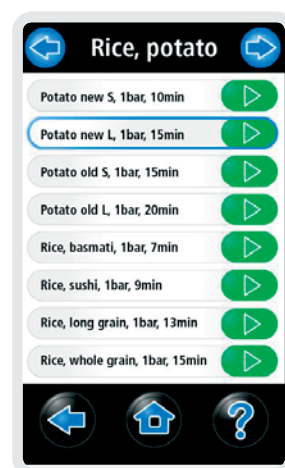 Rice, potato
Potato new S, 1bar, 10min
Potato new L, 1bar, 15min
Potato old S, 1bar, 15min
Potato old L, 1bar, 20min
Rice, basmati, 1bar, 7min
Rice, sushi, 1bar, 9min
Rice, long grain, 1bar, 13min
Rice, whole grain, 1bar, 15min
?